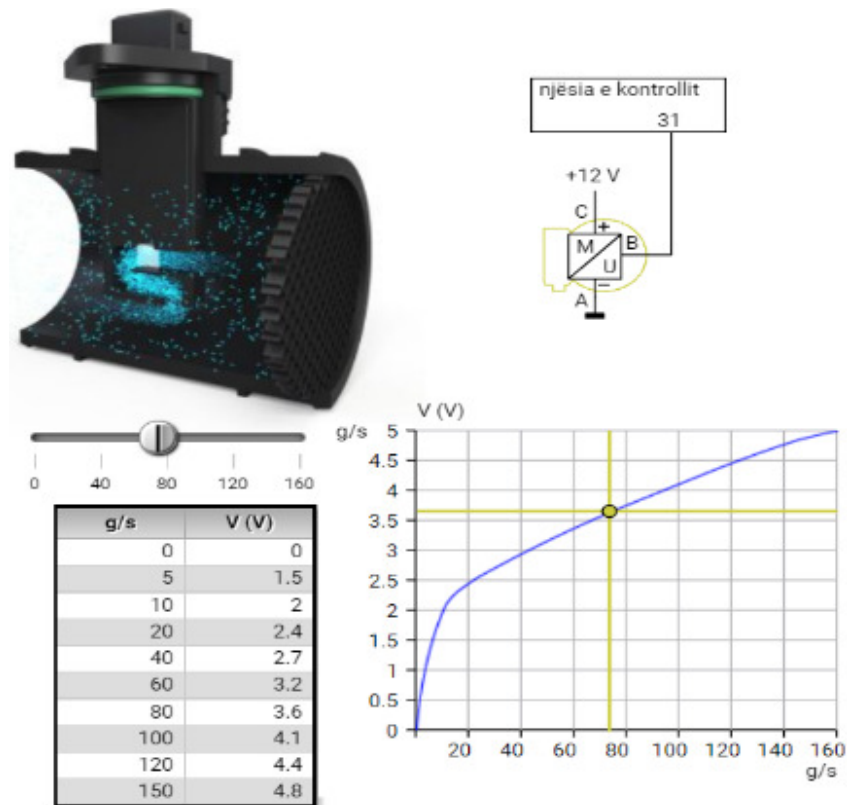 njësia e kontrollit
31
+12 V
C
+
M
B
U
−
A
0 40 80 120 160
g/s V (V)
0 0
5 1.5
10 2
20 2.4
40 2.7
60 3.2
80 3.6
100 4.1
120 4.4
150 4.8
V (V)
g/s
5
4.5
4
3.5
3
2.5
2
1.5
1
0.5
0
20 40 60 80 100 120 140 160
g/s